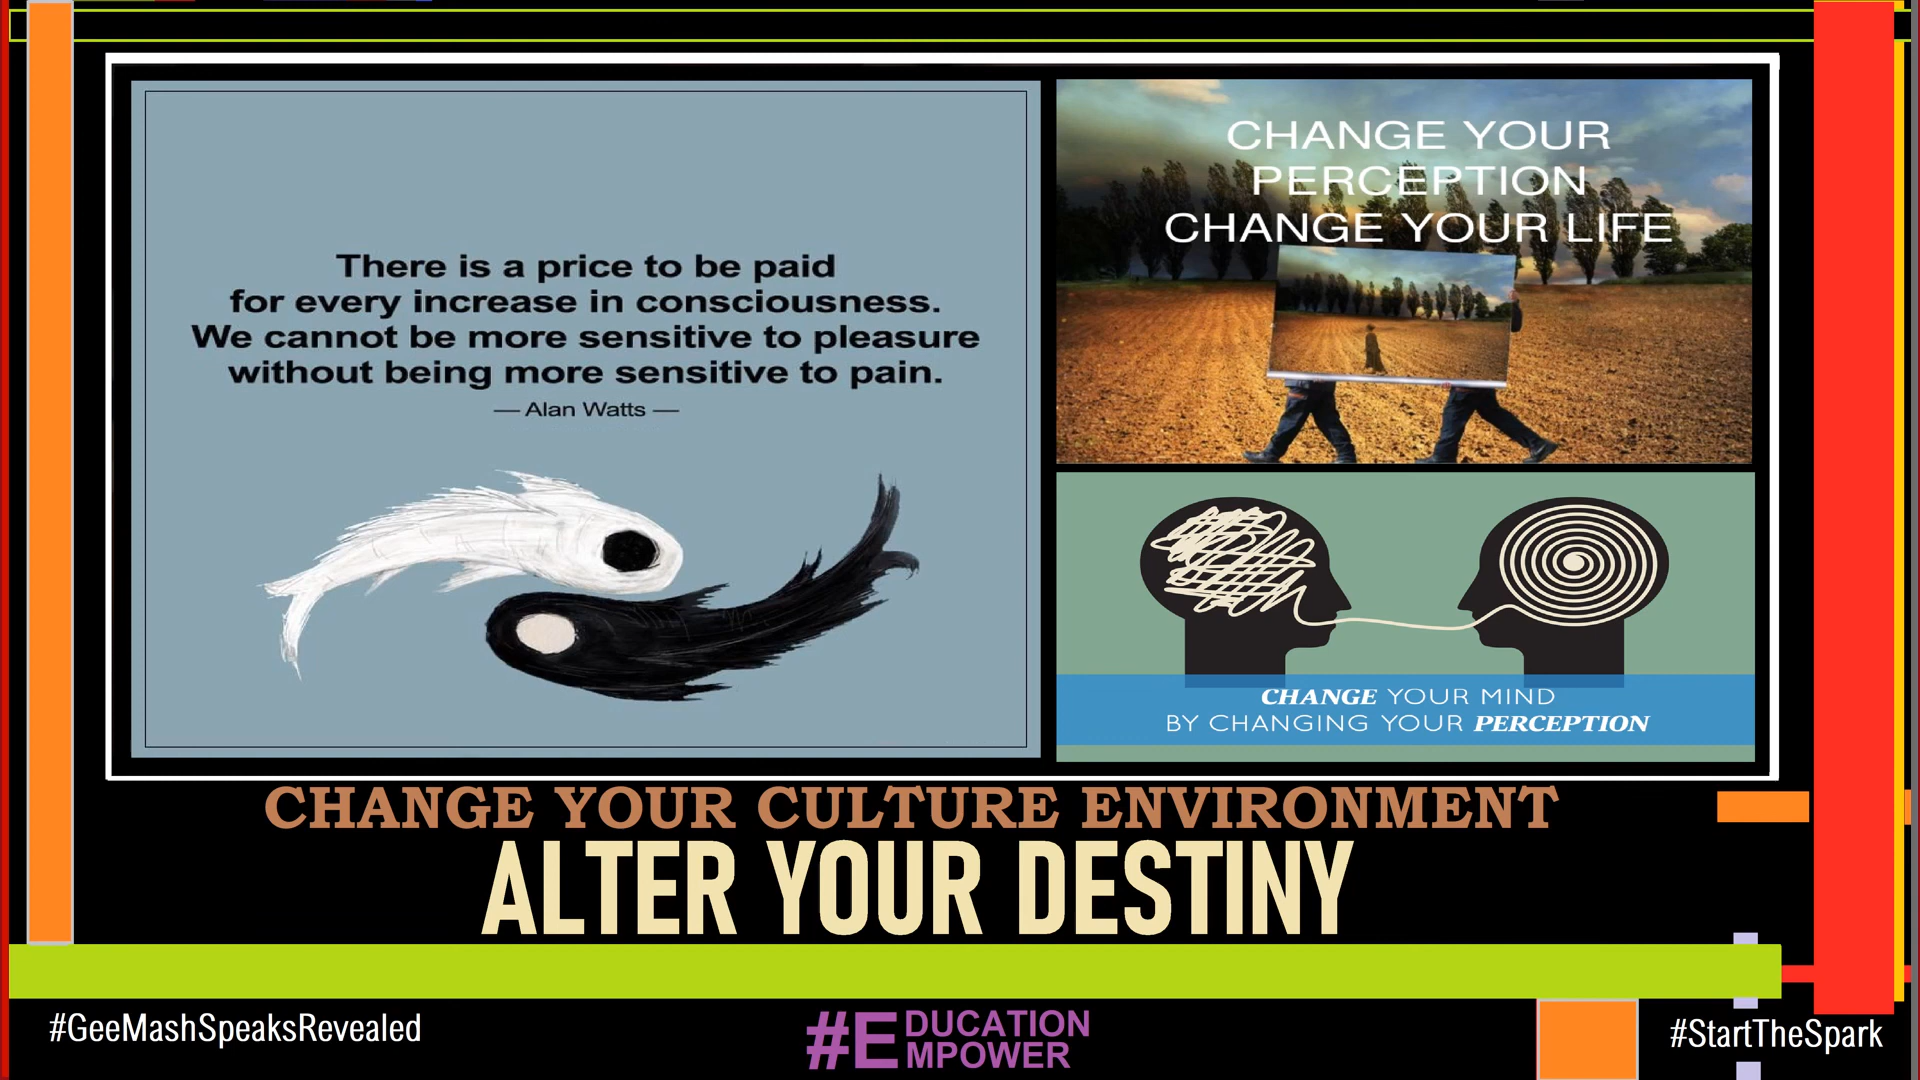 There is a price to be paid
for every increase in consciousness.
We cannot be more sensitive to pleasure
without being more sensitive to pain.
— Alan Watts —
CHANGE YOUR
PERCEPTION
CHANGE YOUR LIFE
CHANGE YOUR MIND
BY CHANGING YOUR PERCEPTION
CHANGE YOUR CULTURE ENVIRONMENT
ALTER YOUR DESTINY
#GeeMashSpeaksRevealed
#EDUCATION
MPOWER
#StartTheSpark